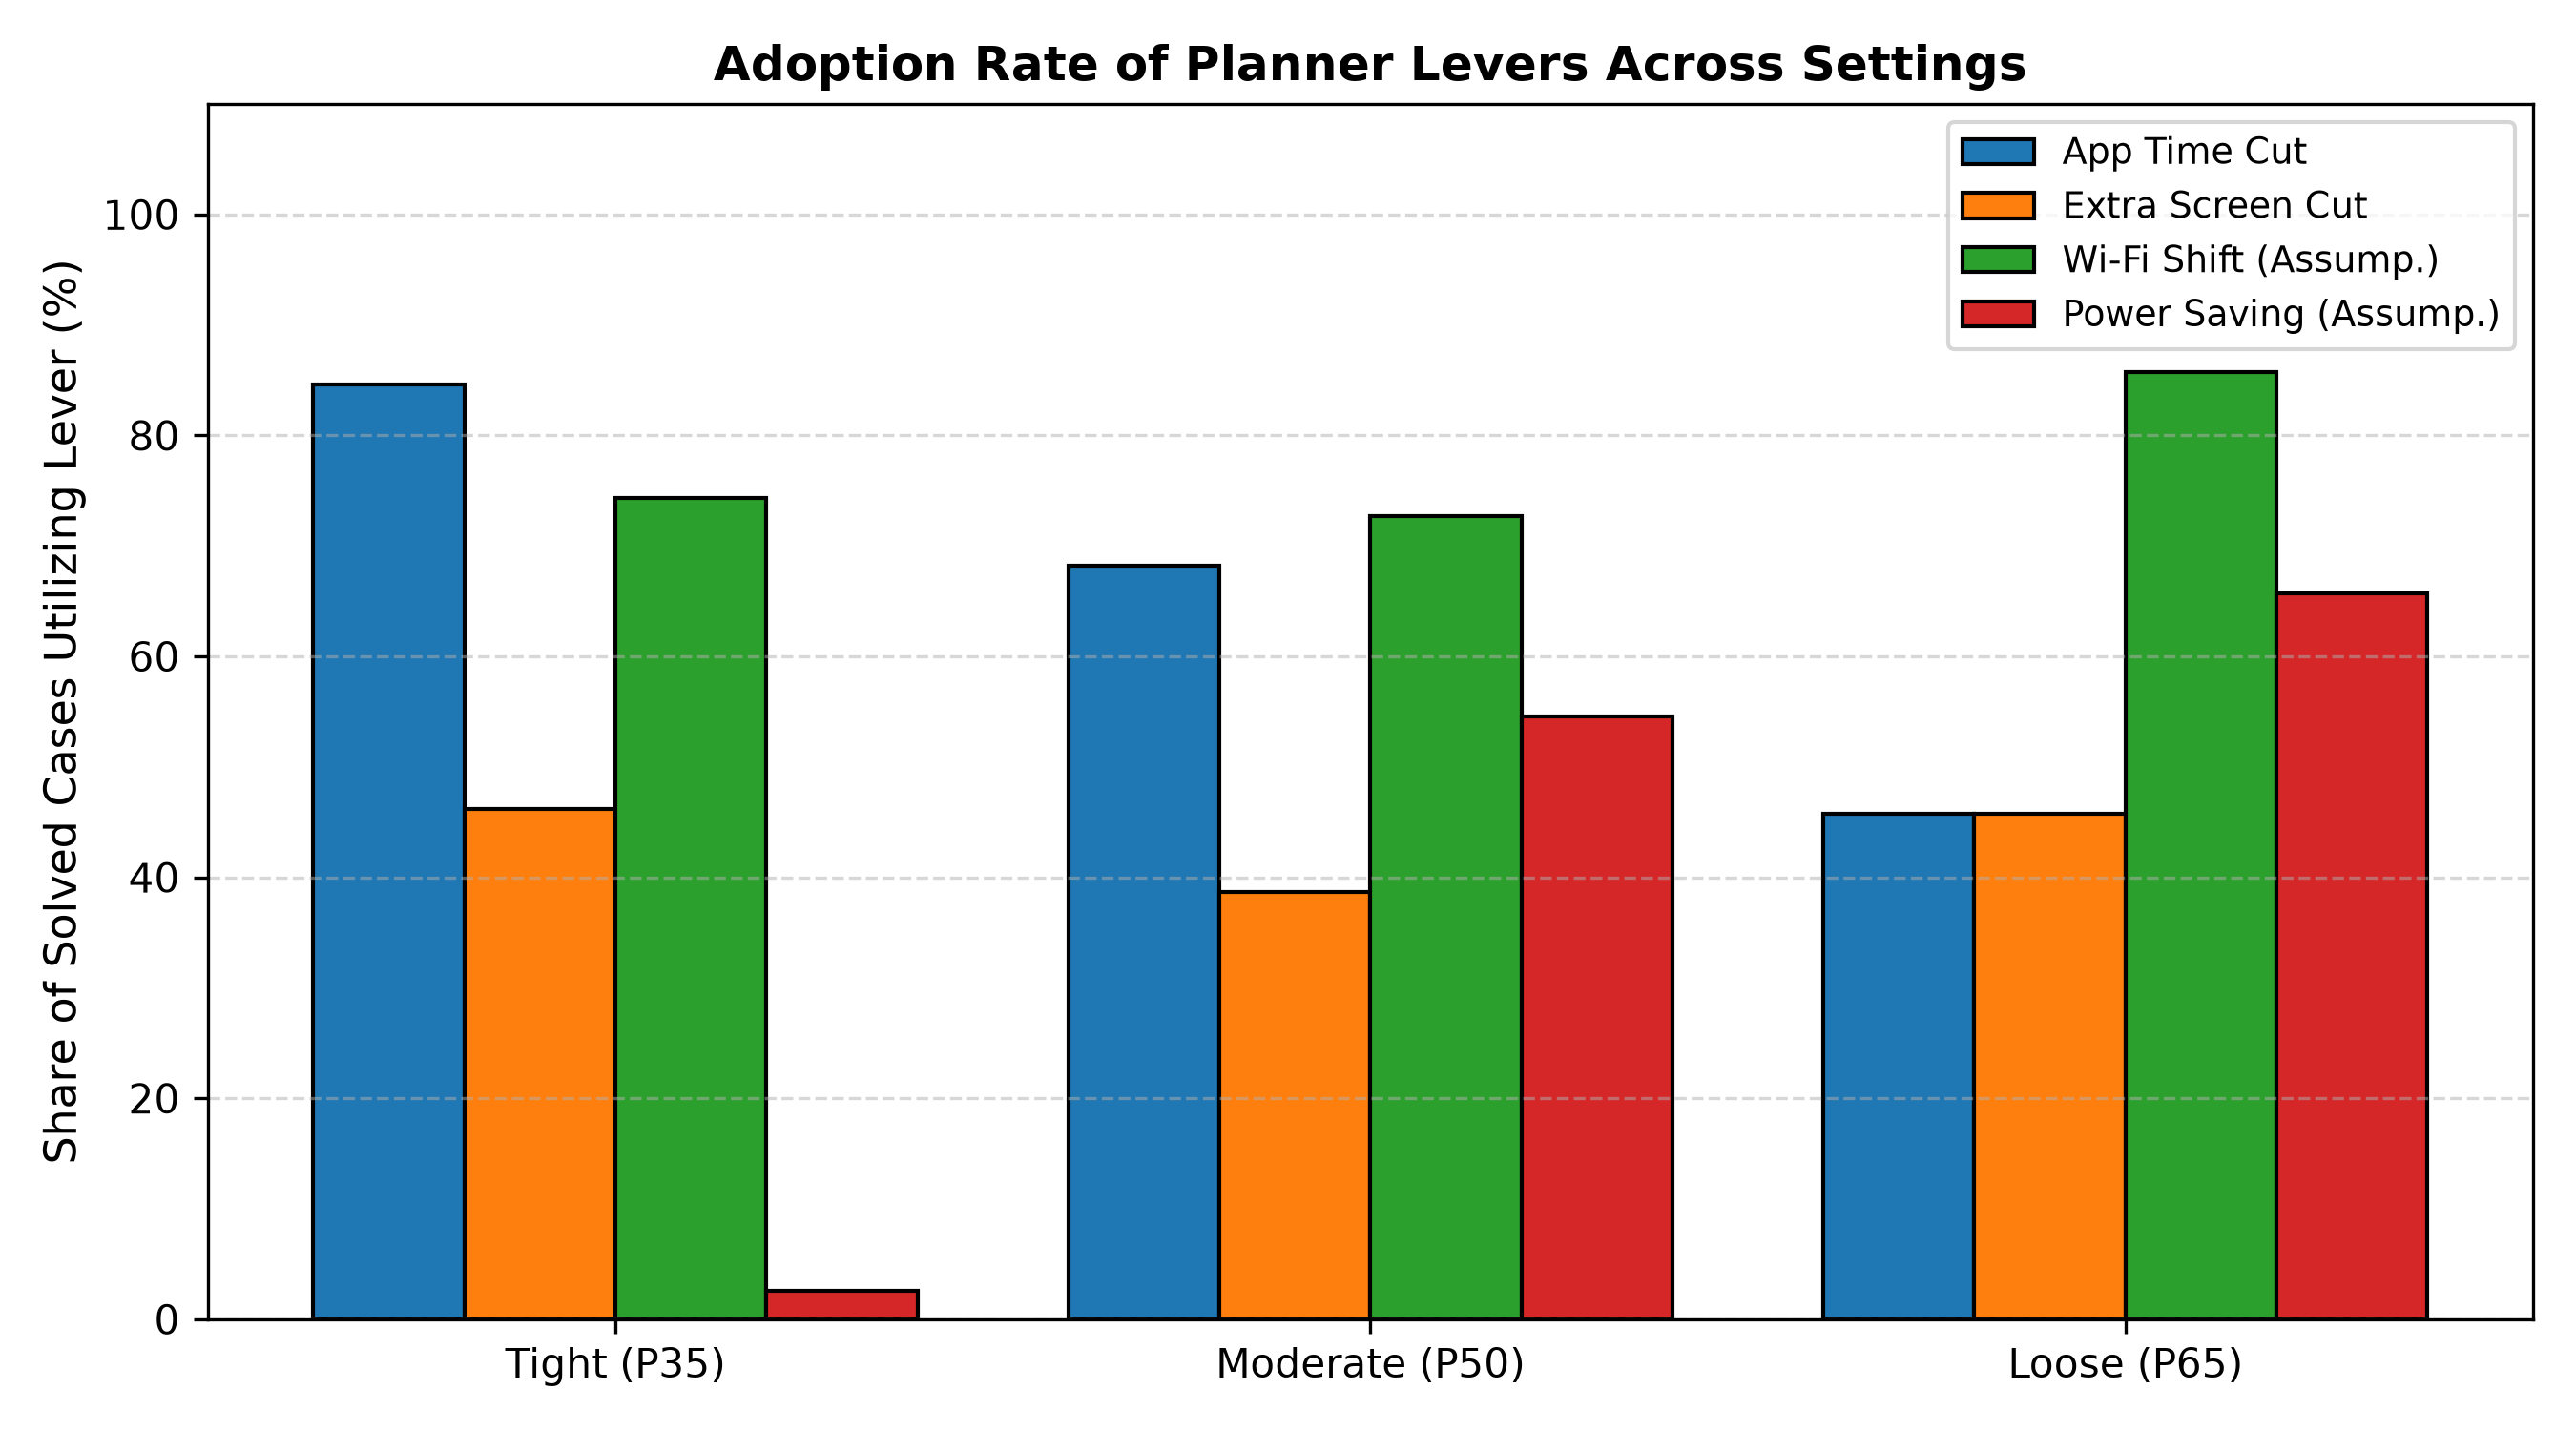 Adoption Rate of Planner Levers Across Settings
Share of Solved Cases Utilizing Lever (%)
100
80
60
40
20
0
App Time Cut
Extra Screen Cut
Wi-Fi Shift (Assump.)
Power Saving (Assump.)
Tight (P35)
Moderate (P50)
Loose (P65)